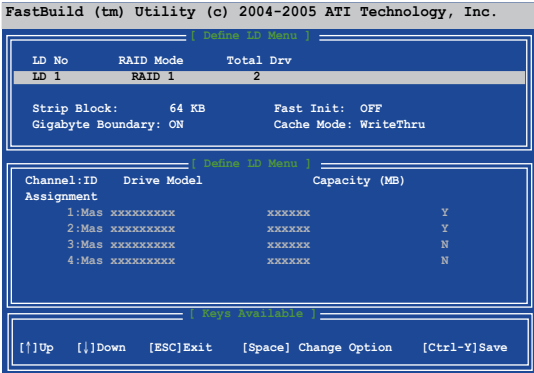 FastBuild (tm) Utility (c) 2004-2005 ATI Technology, Inc.
[ Define LD Menu ]
LD No RAID Mode Total Drv
LD 1 RAID 1 2
Strip Block: 64 KB Fast Init: OFF
Gigabyte Boundary: ON Cache Mode: WriteThru
[ Define LD Menu ]
Channel:ID Drive Model Capacity (MB)
Assignment
1:Mas xxxxxxxxx xxxxxx Y
2:Mas xxxxxxxxx xxxxxx Y
3:Mas xxxxxxxxx xxxxxx N
4:Mas xxxxxxxxx xxxxxx N
[ Keys Available ]
[↑]Up [↓]Down [ESC]Exit [Space] Change Option [Ctrl-Y]Save